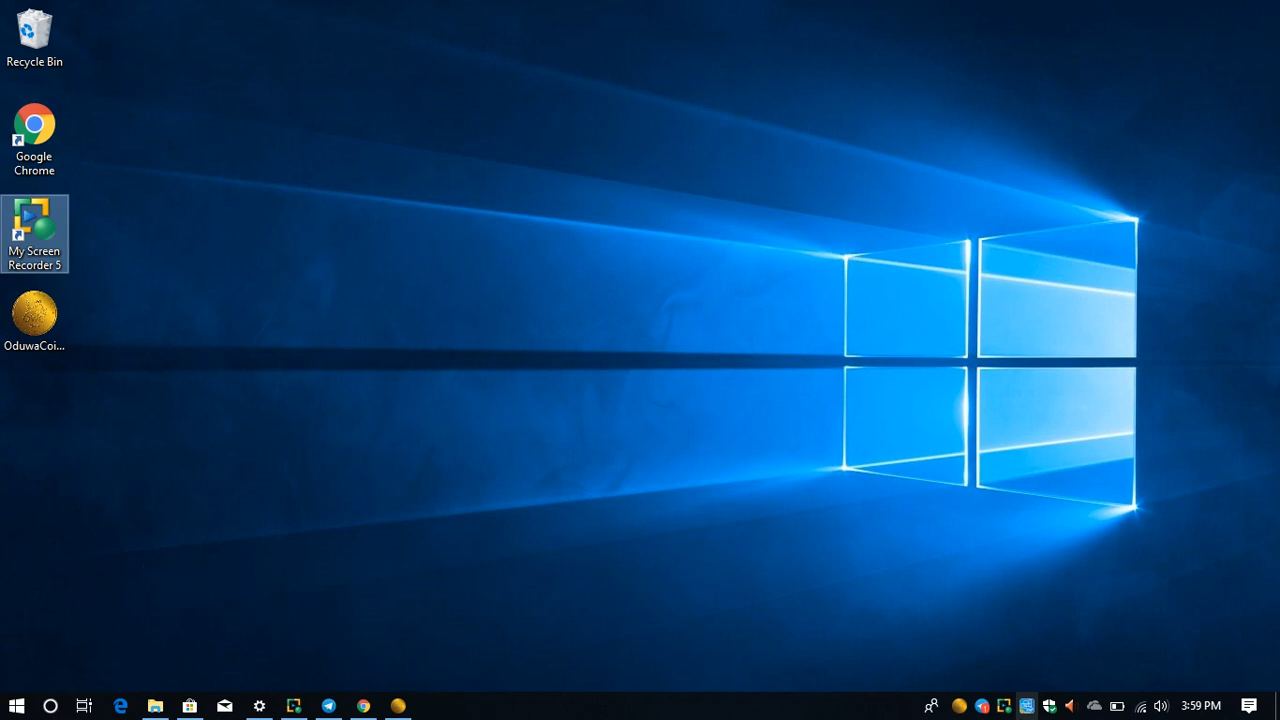 Recycle Bin
Google
Chrome
My Screen
Recorder 5
OduwaCoi...
3:59 PM